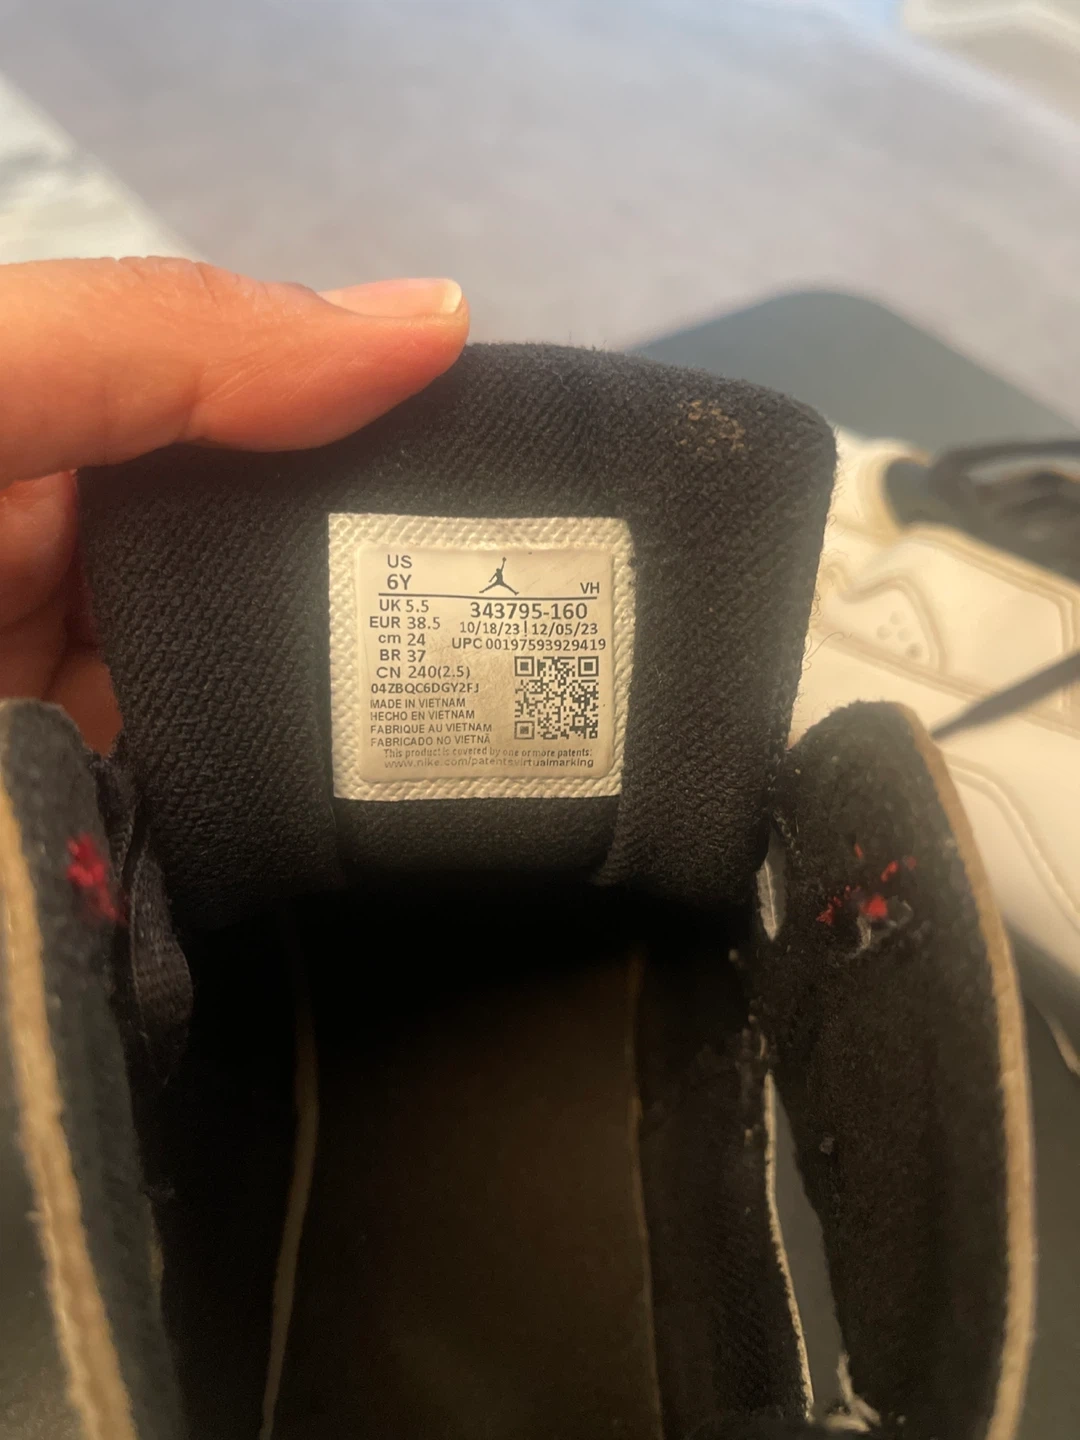 US
6Y
VH
UK 5.5
EUR 38.5
cm 24
BR 37
CN 240(2.5)
343795-160
10/18/23 | 12/05/23
UPC 00197593929419
04ZBQC6DGY2FJ
MADE IN VIETNAM
HECHO EN VIETNAM
FABRIQUE AU VIETNAM
FABRICADO NO VIETNÃ
This product is covered by one or more patents:
www.nike.com/patentsvirtualmarking